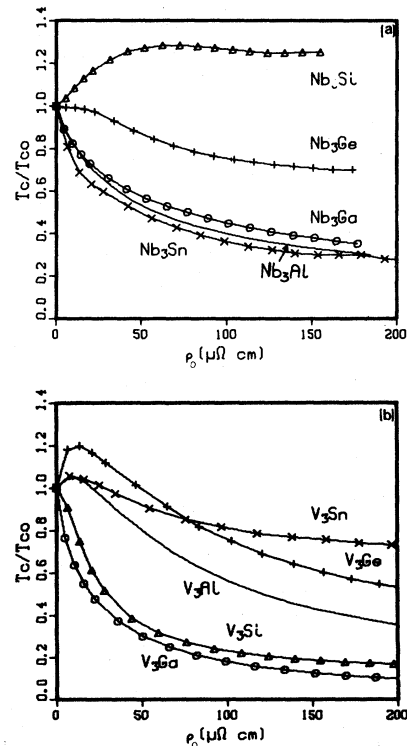 (a)
1.4
1.2
1.0
0.8
0.6
0.4
0.2
0.0
Tc/Tco
Nb₃Si
Nb₃Ge
Nb₃Ga
Nb₃Sn
Nb₃Al
0 50 100 150 200
ρ₀(μΩ cm)
(b)
1.4
1.2
1.0
0.8
0.6
0.4
0.2
0.0
Tc/Tco
V₃Sn
V₃Ge
V₃Al
V₃Si
V₃Ga
0 50 100 150 200
ρ₀(μΩ cm)